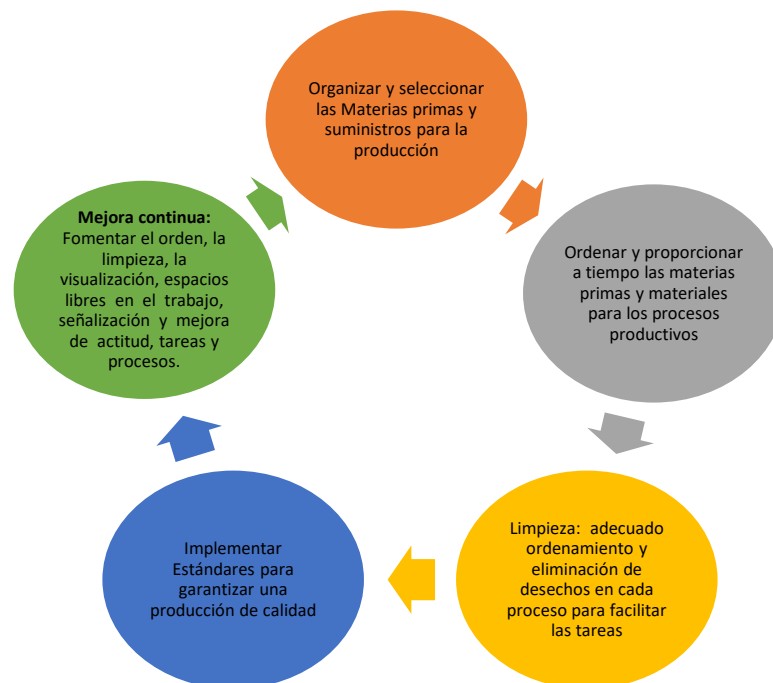 Organizar y seleccionar
las Materias primas y
suministros para la
producción
Ordenar y proporcionar
a tiempo las materias
primas y materiales
para los procesos
productivos
Limpieza: adecuado
ordenamiento y
eliminación de
desechos en cada
proceso para facilitar
las tareas
Implementar
Estándares para
garantizar una
producción de calidad
Mejora continua:
Fomentar el orden, la
limpieza, la
visualización, espacios
libres en el trabajo,
señalización y mejora
de actitud, tareas y
procesos.